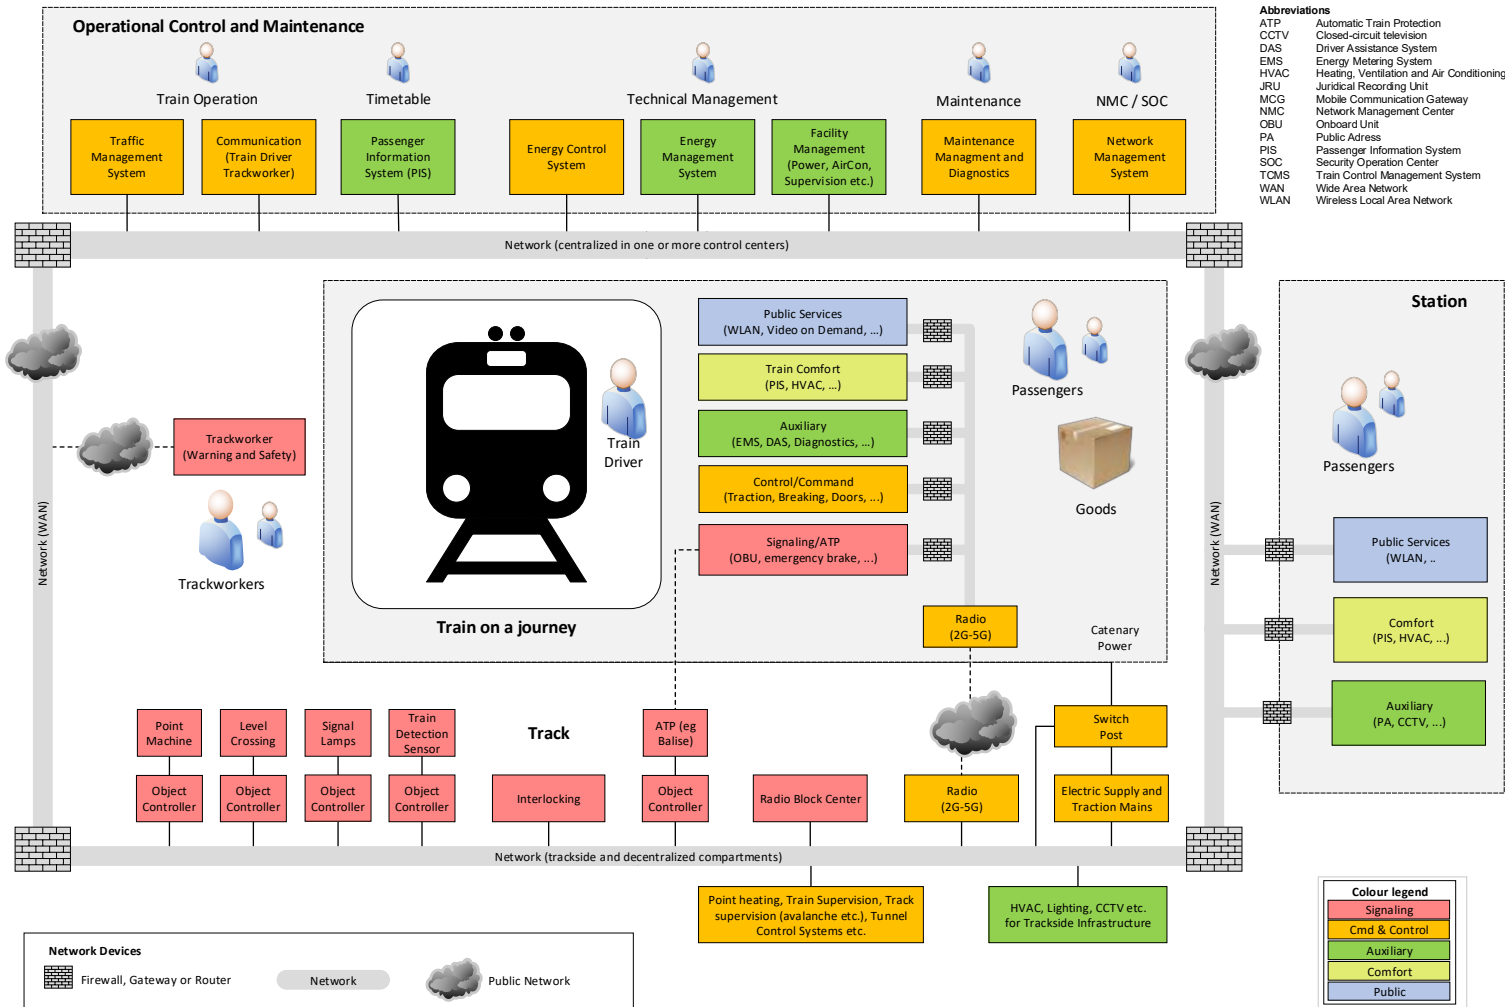 Operational Control and Maintenance
Train Operation
Timetable
Technical Management
Maintenance
NMC / SOC
Traffic
Management
System
Communication
(Train Driver
Trackworker)
Passenger
Information
System (PIS)
Energy Control
System
Energy
Management
System
Facility
Management
(Power, AirCon,
Supervision etc.)
Maintenance
Managment and
Diagnostics
Network
Management
System
Network (centralized in one or more control centers)
Abbreviations
ATP Automatic Train Protection
CCTV Closed-circuit television
DAS Driver Assistance System
EMS Energy Metering System
HVAC Heating, Ventilation and Air Conditioning
JRU Juridical Recording Unit
MCG Mobile Communication Gateway
NMC Network Management Center
OBU Onboard Unit
PA Public Adress
PIS Passenger Information System
SOC Security Operation Center
TCMS Train Control Management System
WAN Wide Area Network
WLAN Wireless Local Area Network
Network (WAN)
Trackworker
(Warning and Safety)
Trackworkers
Train
Driver
Train on a journey
Public Services
(WLAN, Video on Demand, ...)
Train Comfort
(PIS, HVAC, ...)
Auxiliary
(EMS, DAS, Diagnostics, ...)
Control/Command
(Traction, Breaking, Doors, ...)
Signaling/ATP
(OBU, emergency brake, ...)
Radio
(2G-5G)
Passengers
Goods
Catenary
Power
Network (WAN)
Station
Passengers
Public Services
(WLAN, ..
Comfort
(PIS, HVAC, ...)
Auxiliary
(PA, CCTV, ...)
Track
Point
Machine
Level
Crossing
Signal
Lamps
Train
Detection
Sensor
ATP (eg
Balise)
Switch
Post
Object
Controller
Object
Controller
Object
Controller
Object
Controller
Interlocking
Object
Controller
Radio Block Center
Radio
(2G-5G)
Electric Supply and
Traction Mains
Network (trackside and decentralized compartments)
Point heating, Train Supervision, Track
supervision (avalanche etc.), Tunnel
Control Systems etc.
HVAC, Lighting, CCTV etc.
for Trackside Infrastructure
Network Devices
Firewall, Gateway or Router
Network
Public Network
Colour legend
Signaling
Cmd & Control
Auxiliary
Comfort
Public